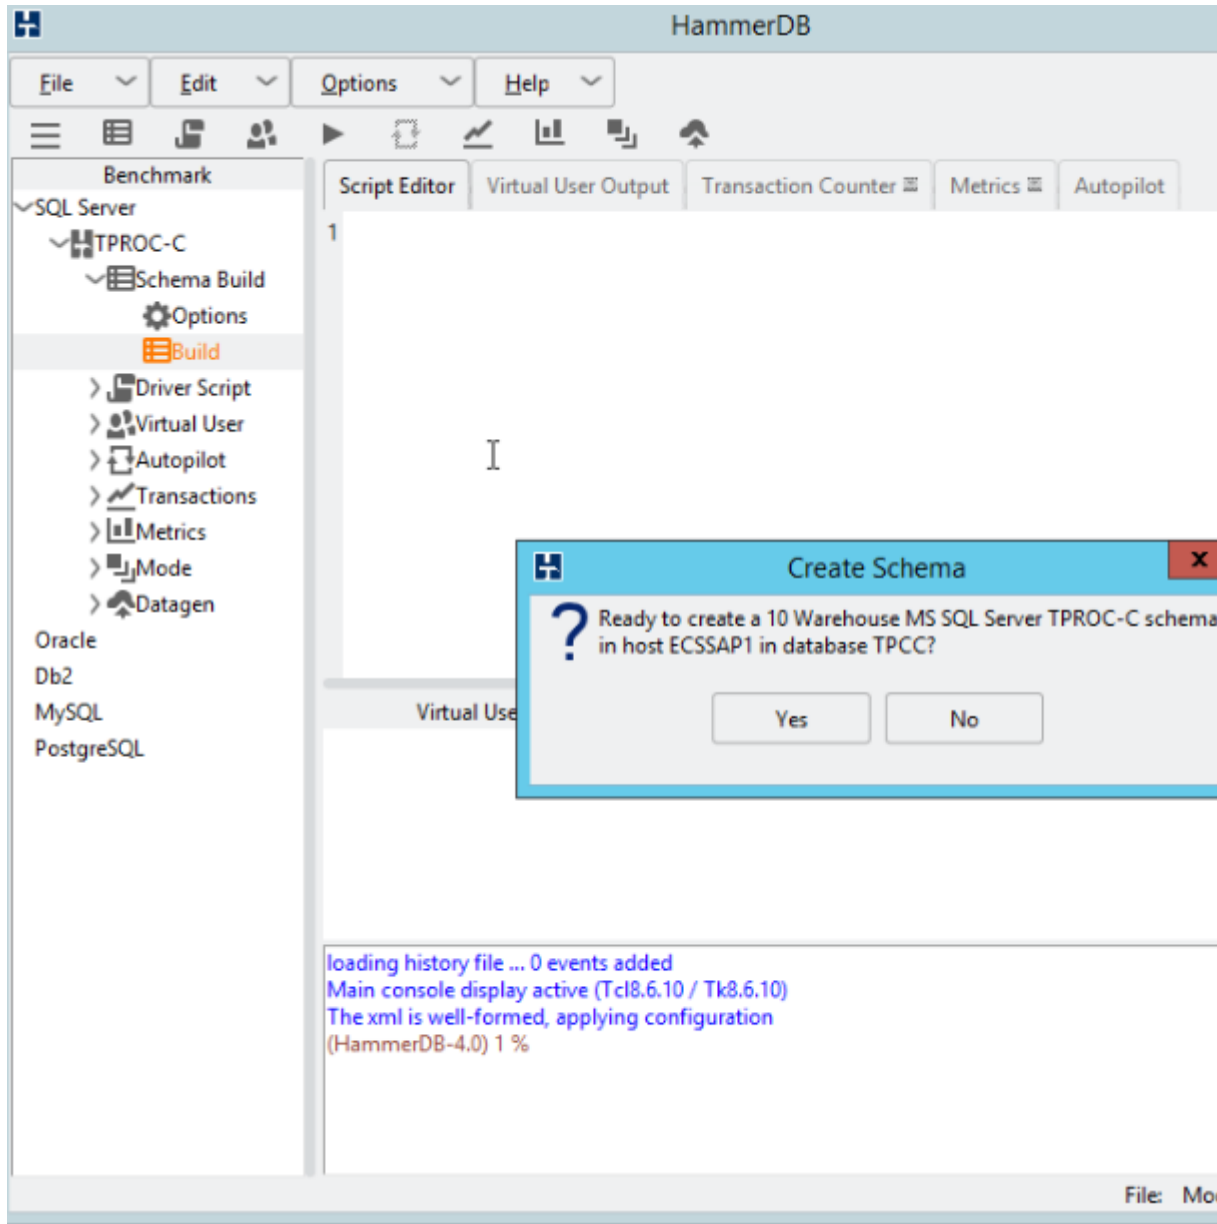 HammerDB
File Edit Options Help
Benchmark
SQL Server
TPROC-C
Schema Build
Options
Build
Driver Script
Virtual User
Autopilot
Transactions
Metrics
Mode
Datagen
Oracle
Db2
MySQL
PostgreSQL
Script Editor Virtual User Output Transaction Counter Metrics Autopilot
1
Create Schema
x
Ready to create a 10 Warehouse MS SQL Server TPROC-C schema
in host ECSSAP1 in database TPCC?
Yes No
Virtual Use
loading history file ... 0 events added
Main console display active (Tcl8.6.10 / Tk8.6.10)
The xml is well-formed, applying configuration
(HammerDB-4.0) 1 %
File: Mo